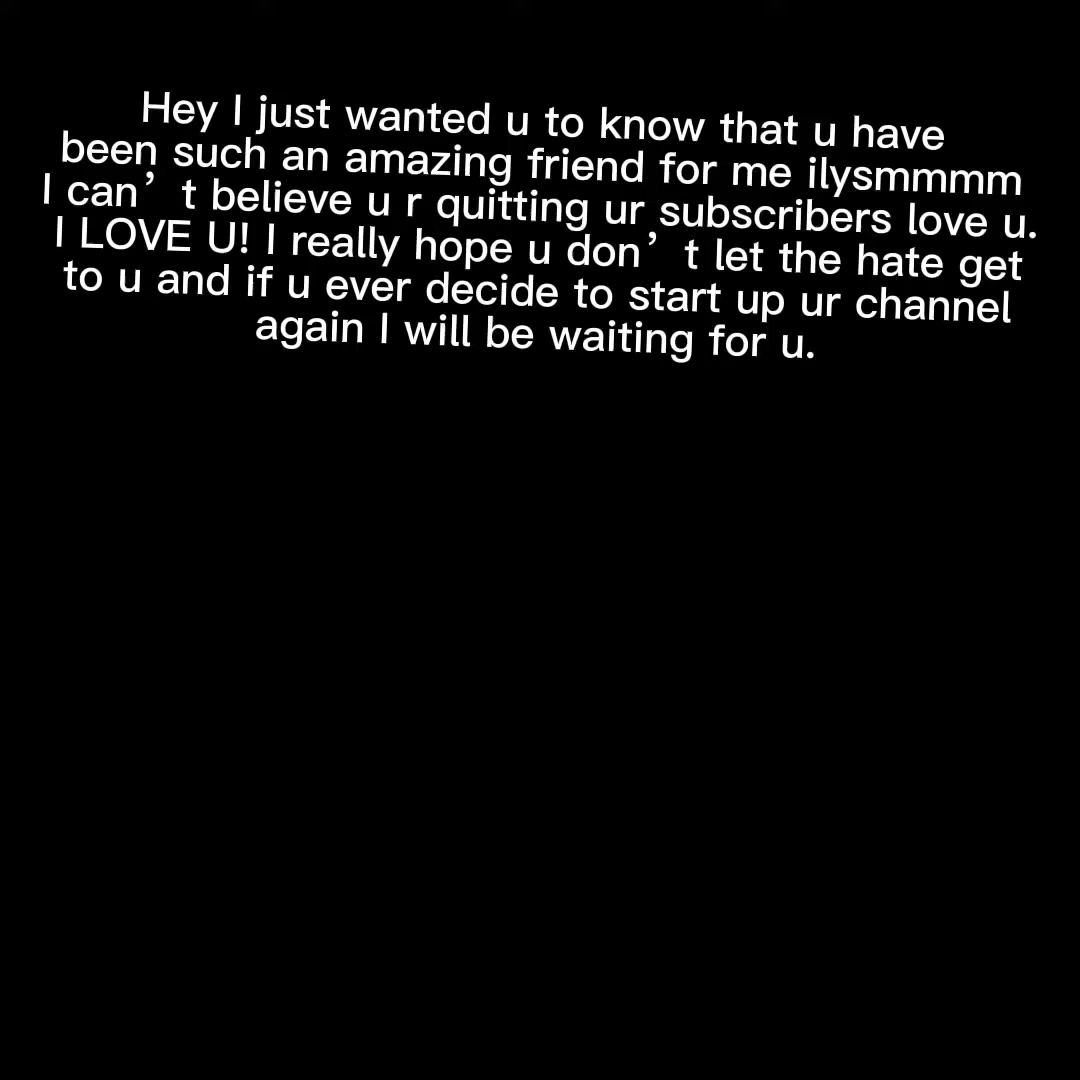 Hey I just wanted u to know that u have
been such an amazing friend for me ilysmmmm
I can’t believe u r quitting ur subscribers love u.
I LOVE U! I really hope u don’t let the hate get
to u and if u ever decide to start up ur channel
again I will be waiting for u.